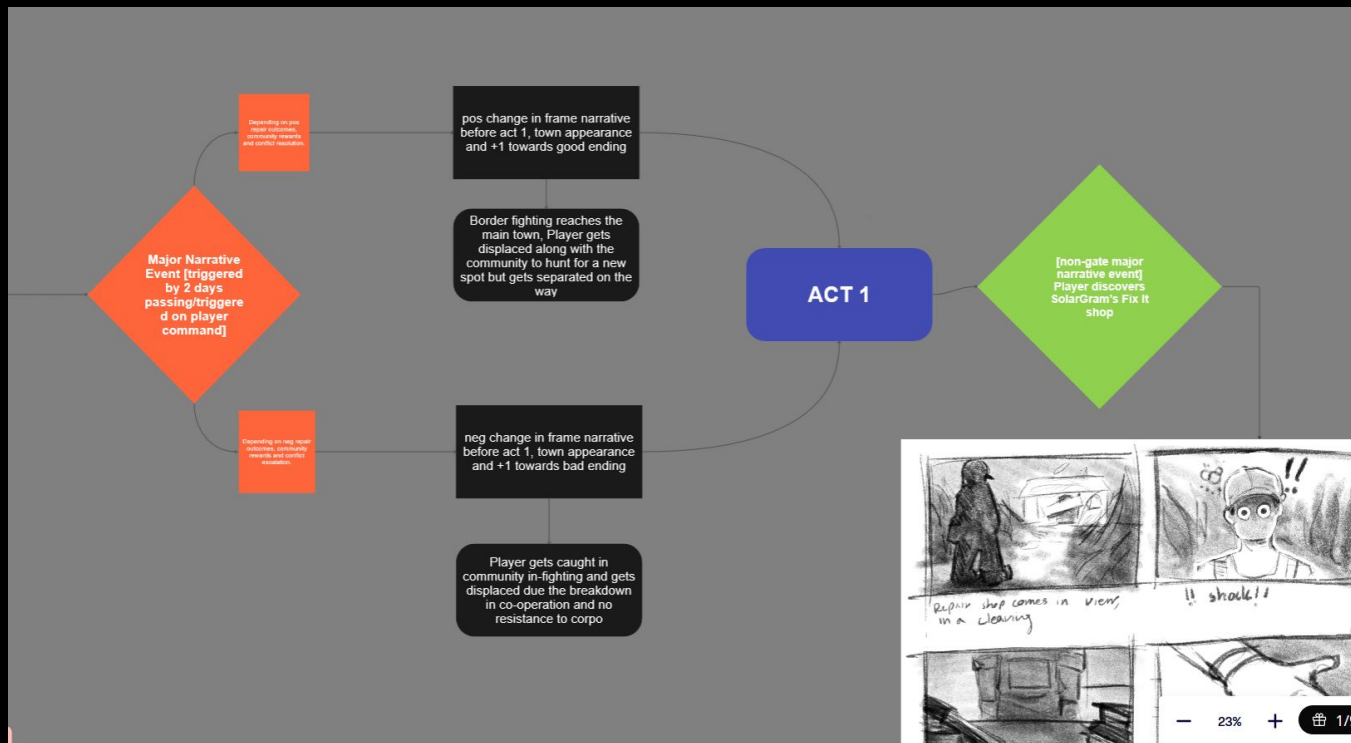 Depending on pos
repair outcomes,
community rewards
and conflict resolution.
pos change in frame narrative
before act 1, town appearance
and +1 towards good ending
Border fighting reaches the
main town, Player gets
displaced along with the
community to hunt for a new
spot but gets separated on the
way
Major Narrative
Event [triggered
by 2 days
passing/triggere
d on player
command]
ACT 1
[non-gate major
narrative event]
Player discovers
SolarGram's Fix It
shop
Depending on neg repair
outcomes, community
rewards and conflict
escalation.
neg change in frame narrative
before act 1, town appearance
and +1 towards bad ending
Player gets caught in
community in-fighting and gets
displaced due the breakdown
in co-operation and no
resistance to corpo
!!
Repair shop comes in view,
in a clearing
!! shock!!
23%